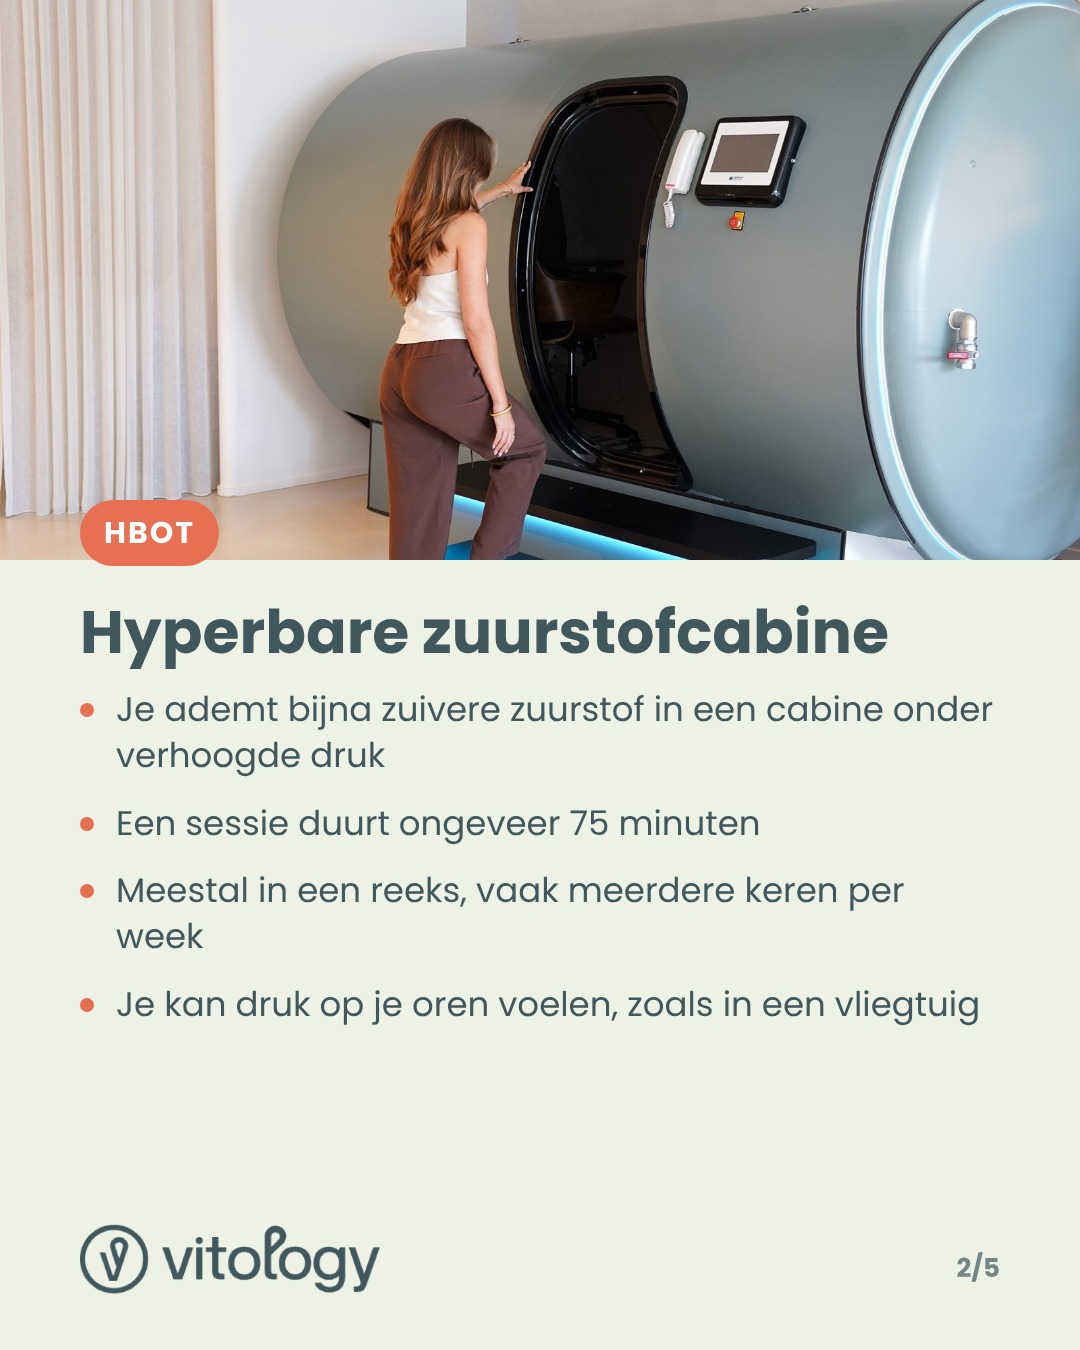 HBOT
Hyperbare zuurstofcabine
Je ademt bijna zuivere zuurstof in een cabine onder
verhoogde druk
Een sessie duurt ongeveer 75 minuten
Meestal in een reeks, vaak meerdere keren per
week
Je kan druk op je oren voelen, zoals in een vliegtuig
vitology
2/5